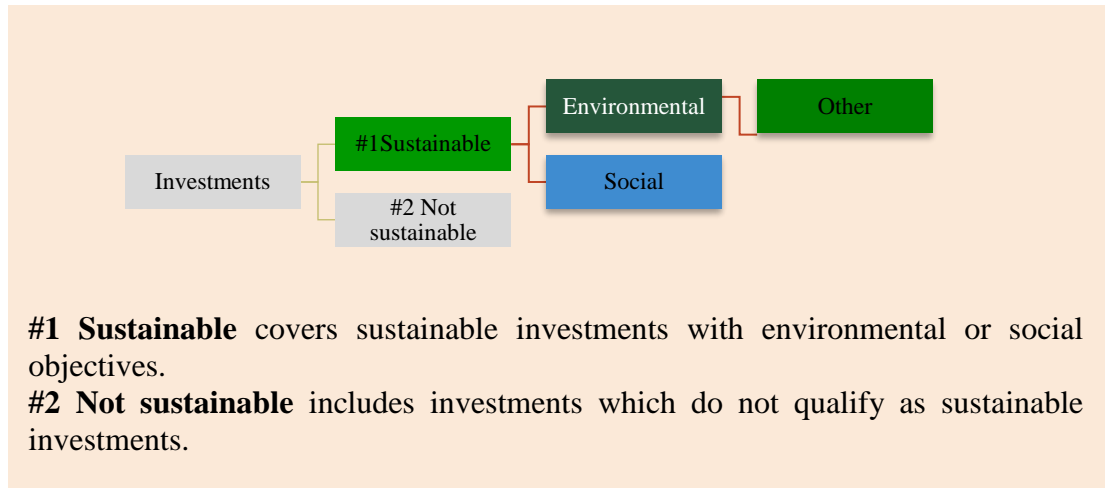 Environmental
Other
#1Sustainable
Investments
Social
#2 Not
sustainable
#1 Sustainable covers sustainable investments with environmental or social
objectives.
#2 Not sustainable includes investments which do not qualify as sustainable
investments.